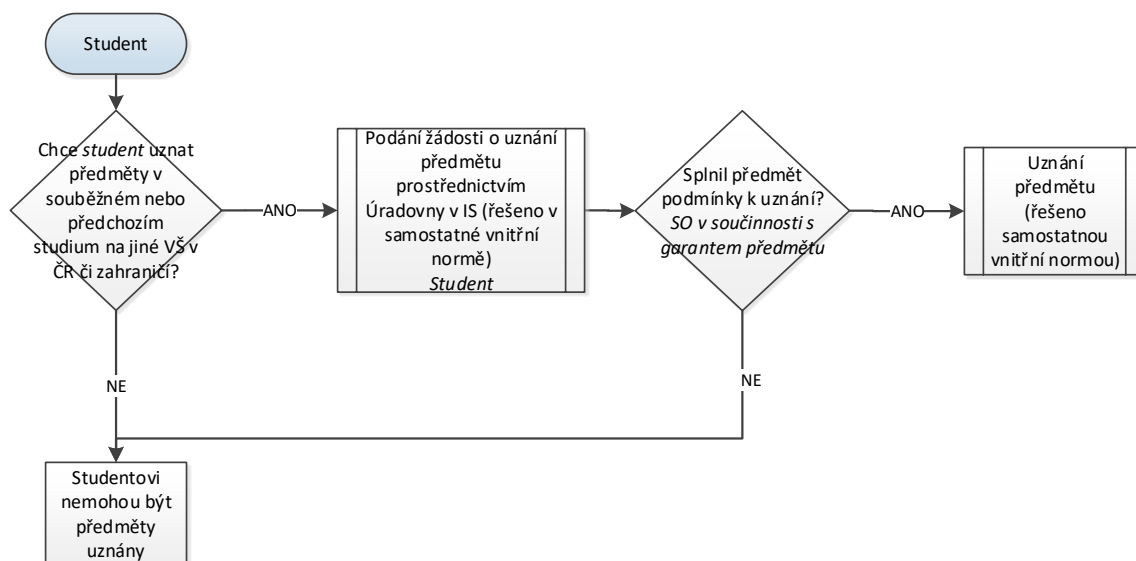 Student
Chce student uznat
předměty v
souběžném nebo
předchozím
studium na jiné VŠ v
ČR či zahraničí?
ANO
Podání žádosti o uznání
předmětu
prostřednictvím
Úřadovny v IS (řešeno v
samostatné vnitřní
normě)
Student
Splnil předmět
podmínky k uznání?
SO v součinnosti s
garantem předmětu
ANO
Uznání
předmětu
(řešeno
samostatnou
vnitřní normou)
NE
NE
Studentovi
nemohou být
předměty
uznány